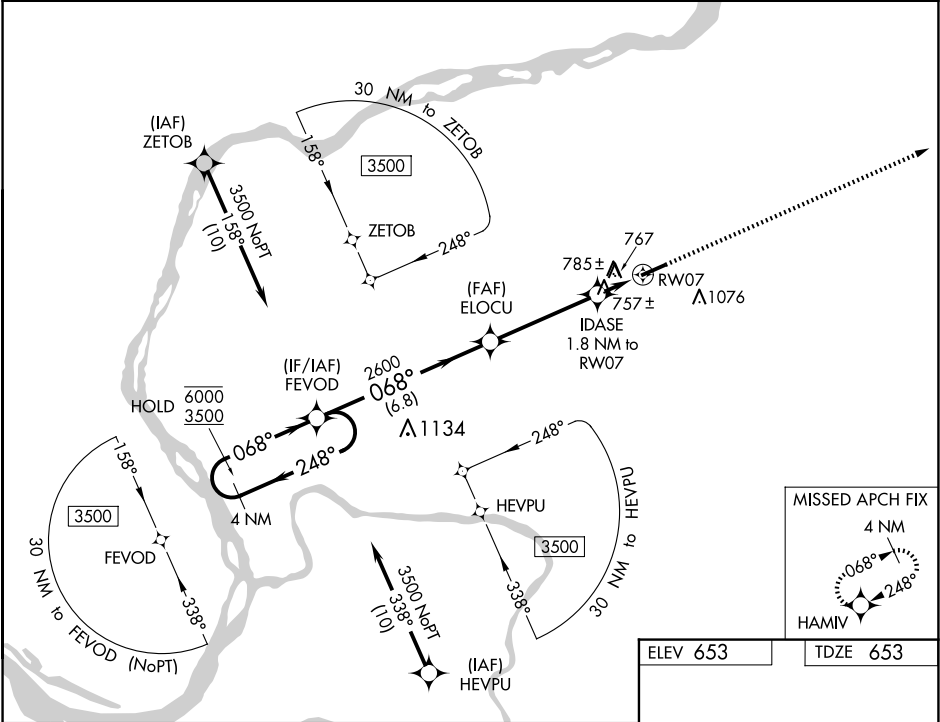 (IAF)
ZETOB
3500 NoPT
158°
(10)
30 NM to ZETOB
158°
3500
ZETOB
248°
767
785±
RW07
757±
1076
(FAF)
ELOCU
IDASE
1.8 NM to
RW07
(IF/IAF)
FEVOD
2600
068°
(6.8)
HOLD
6000
3500
068°
248°
4 NM
1134
158°
3500
FEVOD
338°
30 NM to FEVOD (NoPT)
248°
HEVPU
3500
338°
30 NM to HEVPU
3500 NoPT
338°
(10)
(IAF)
HEVPU
MISSED APCH FIX
4 NM
068°
248°
HAMIV
ELEV 653
TDZE 653